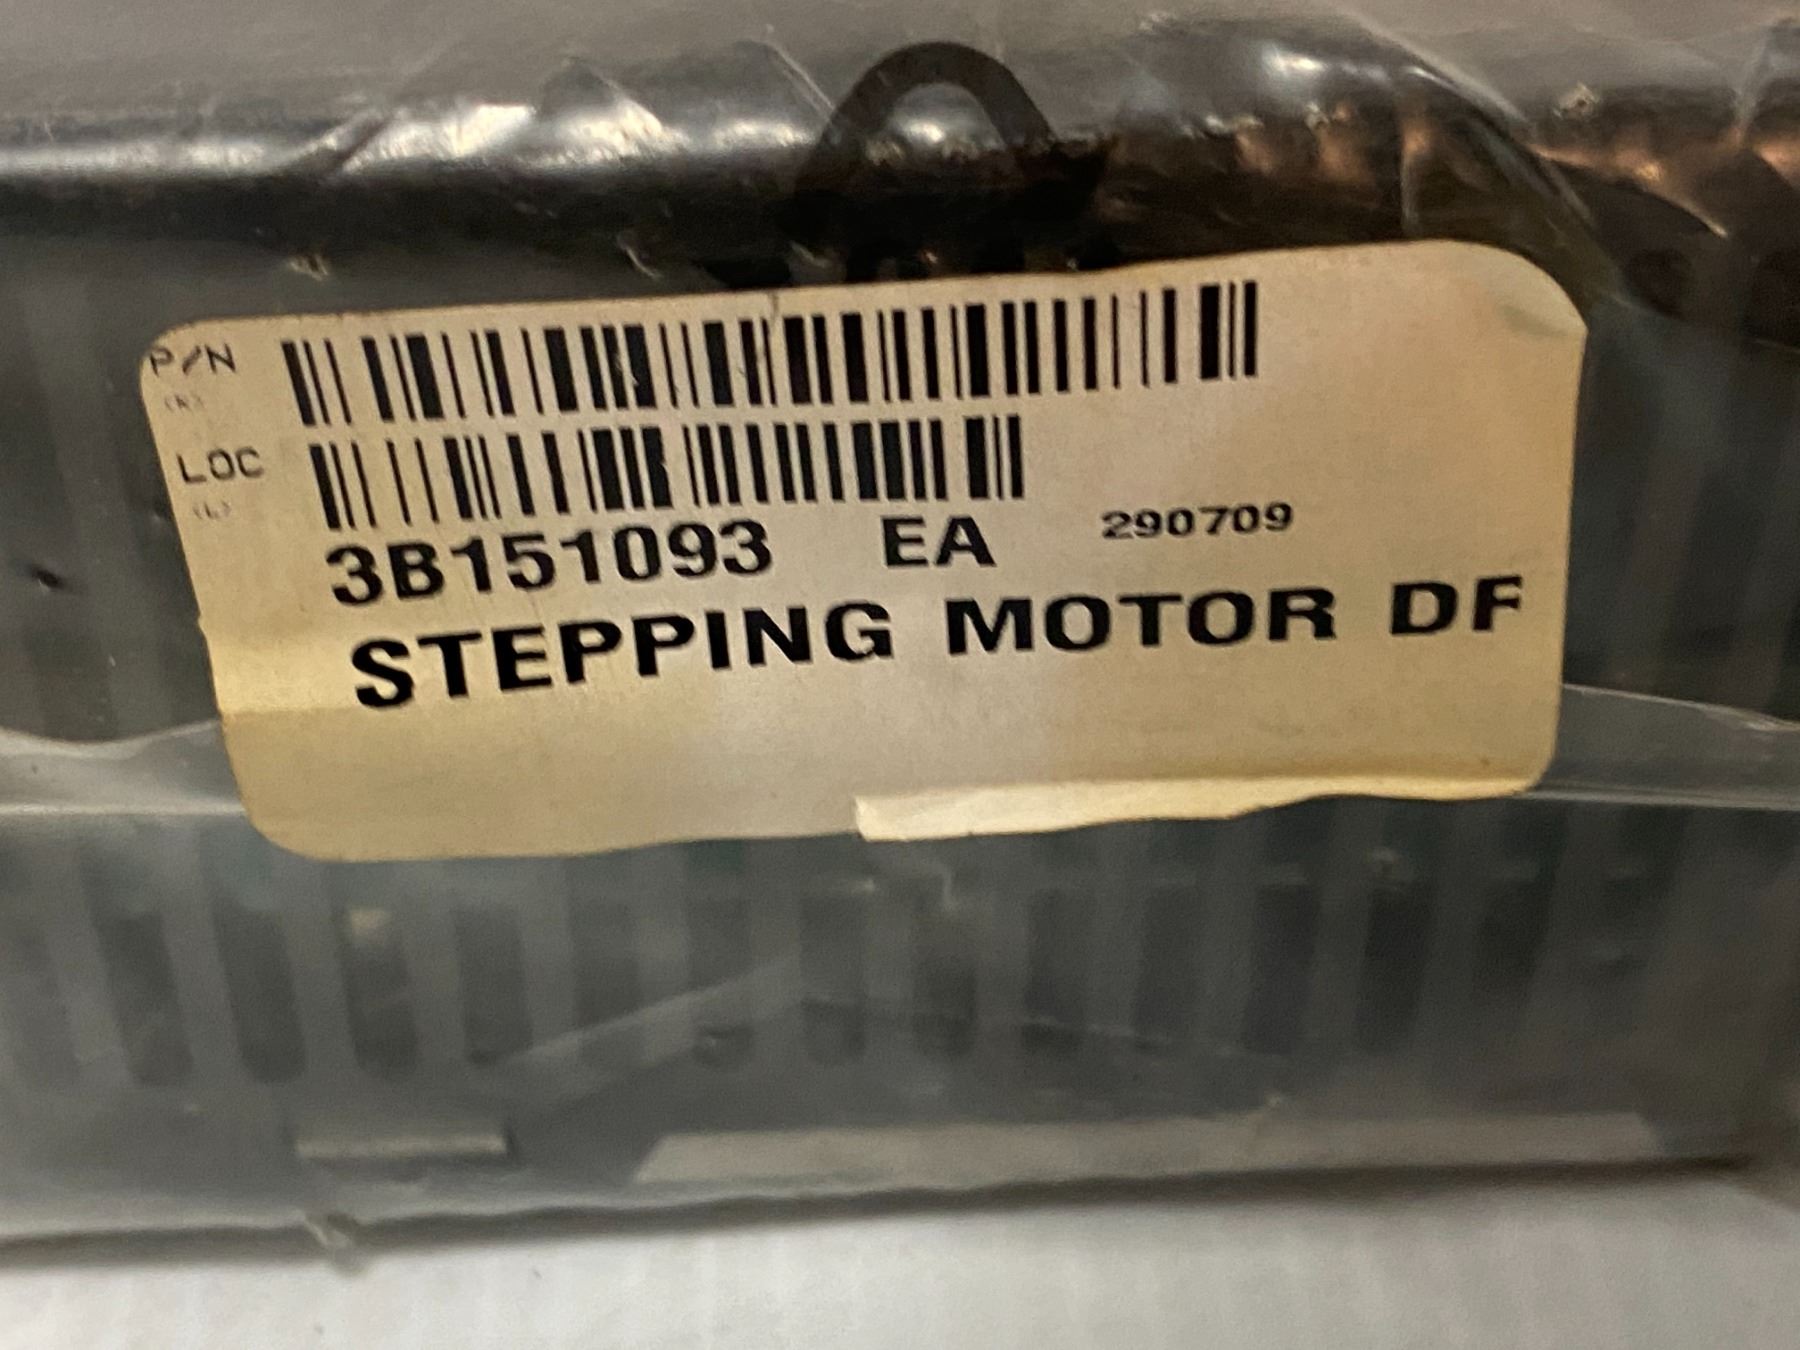 P/N
(K)
LOC
(L)
3B151093 EA 290709
STEPPING MOTOR DF